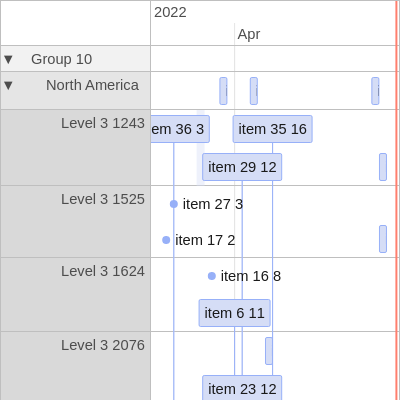 2022
Apr
▼ Group 10
▼ North America
Level 3 1243
em 36 3
item 35 16
item 29 12
Level 3 1525
item 27 3
item 17 2
Level 3 1624
item 16 8
item 6 11
Level 3 2076
item 23 12